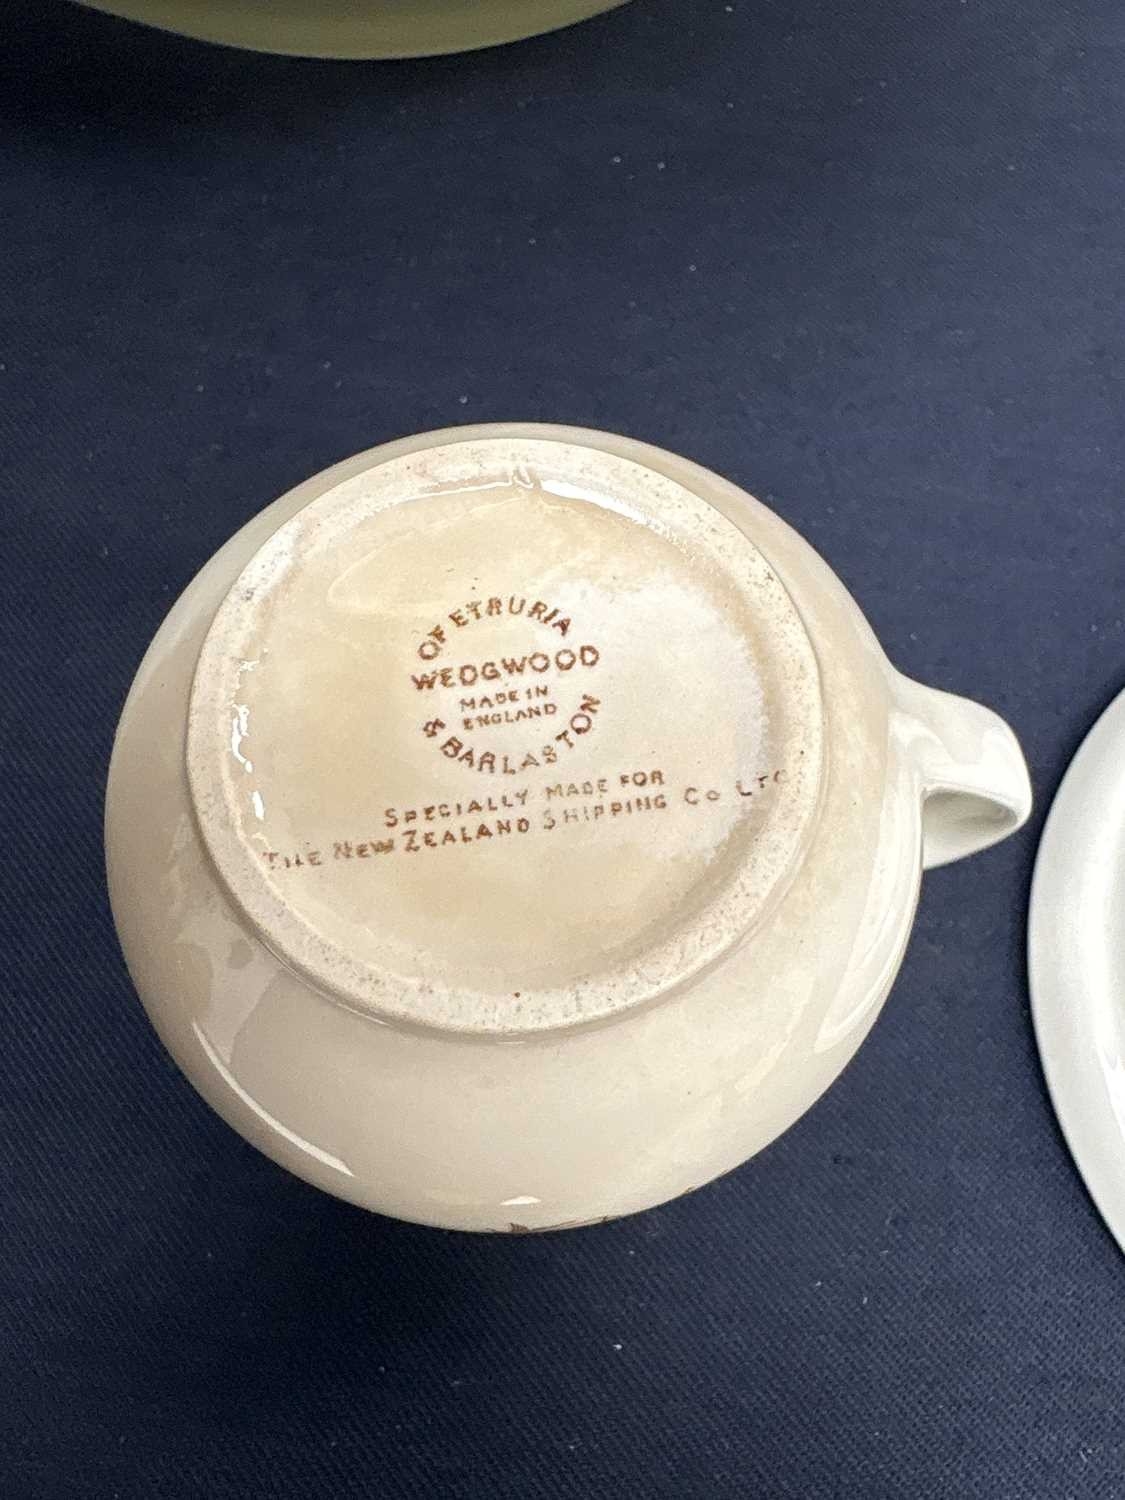 OF ETRURIA
WEDGWOOD
MADE IN
ENGLAND
& BARLASTON
SPECIALLY MADE FOR
THE NEW ZEALAND SHIPPING Co LTD